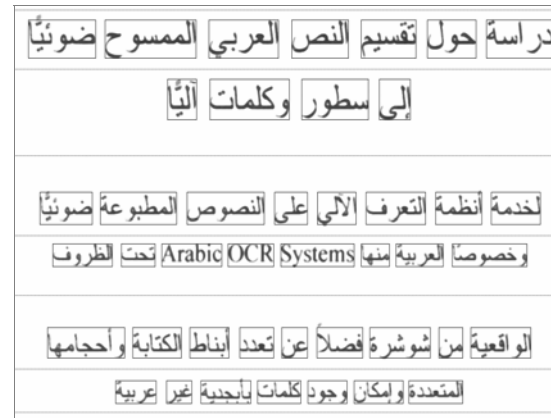 دراسة حول تقسيم النص العربي الممسوح ضوئيًّا
إلى سطور وكلمات آليًّا
لخدمة أنظمة التعرف الآلي على النصوص المطبوعة ضوئيًّا
وخصوصًا العربية منها Arabic OCR Systems تحت الظروف
الواقعية من شوشرة فضلاً عن تعدد أبناط الكتابة وأحجامها
المتعددة وإمكان وجود كلمات بأبجدية غير عربية